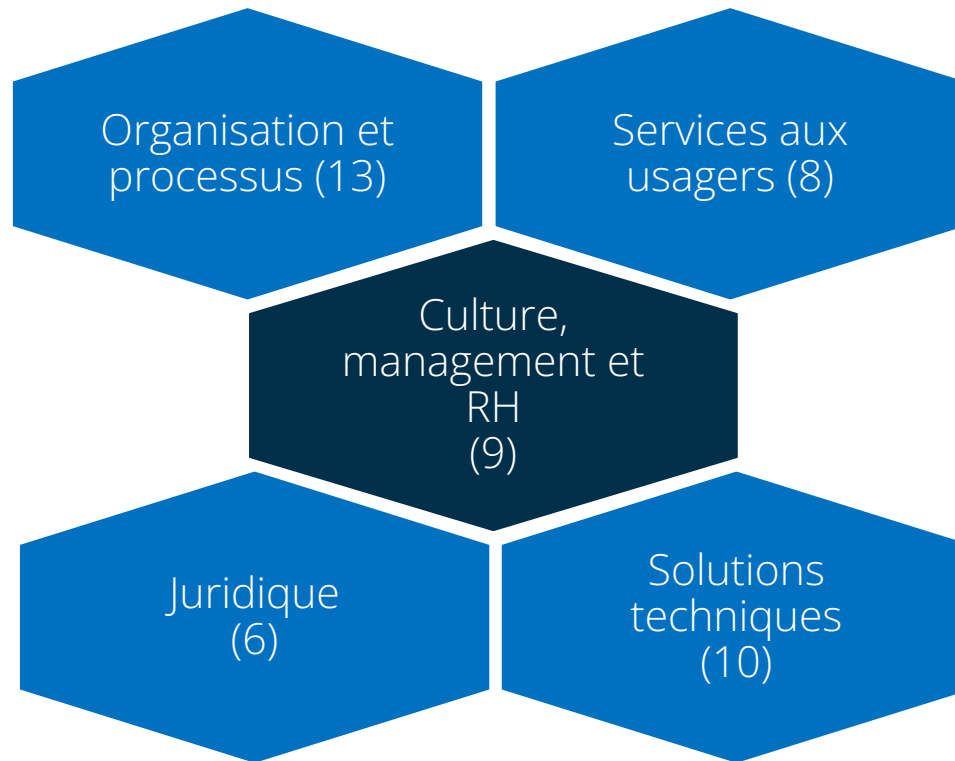 Organisation et
processus (13)
Services aux
usagers (8)
Culture,
management et
RH
(9)
Juridique
(6)
Solutions
techniques
(10)